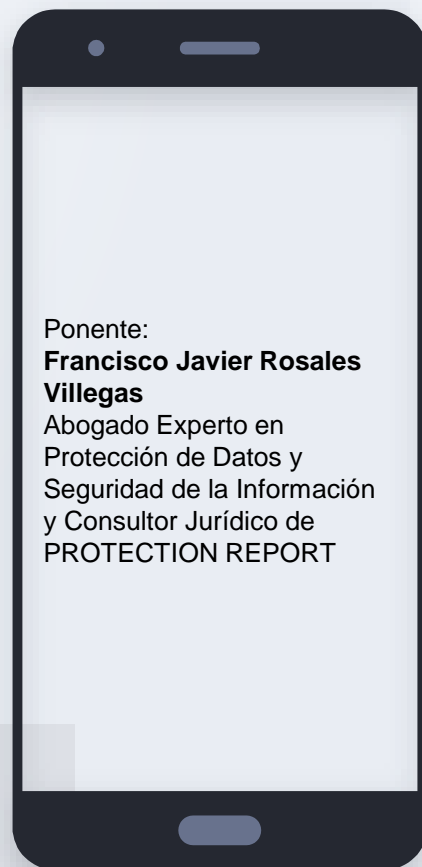 Ponente:
Francisco Javier Rosales
Villegas
Abogado Experto en
Protección de Datos y
Seguridad de la Información
y Consultor Jurídico de
PROTECTION REPORT